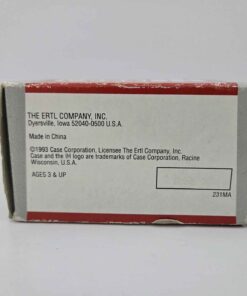 THE ERTL COMPANY, INC.
Dyersville, Iowa 52040-0500 U.S.A.
Made in China
©1993 Case Corporation, Licensee The Ertl Company, Inc.
Case and the IH logo are trademarks of Case Corporation, Racine
Wisconsin, U.S.A.
AGES 3 & UP
231MA